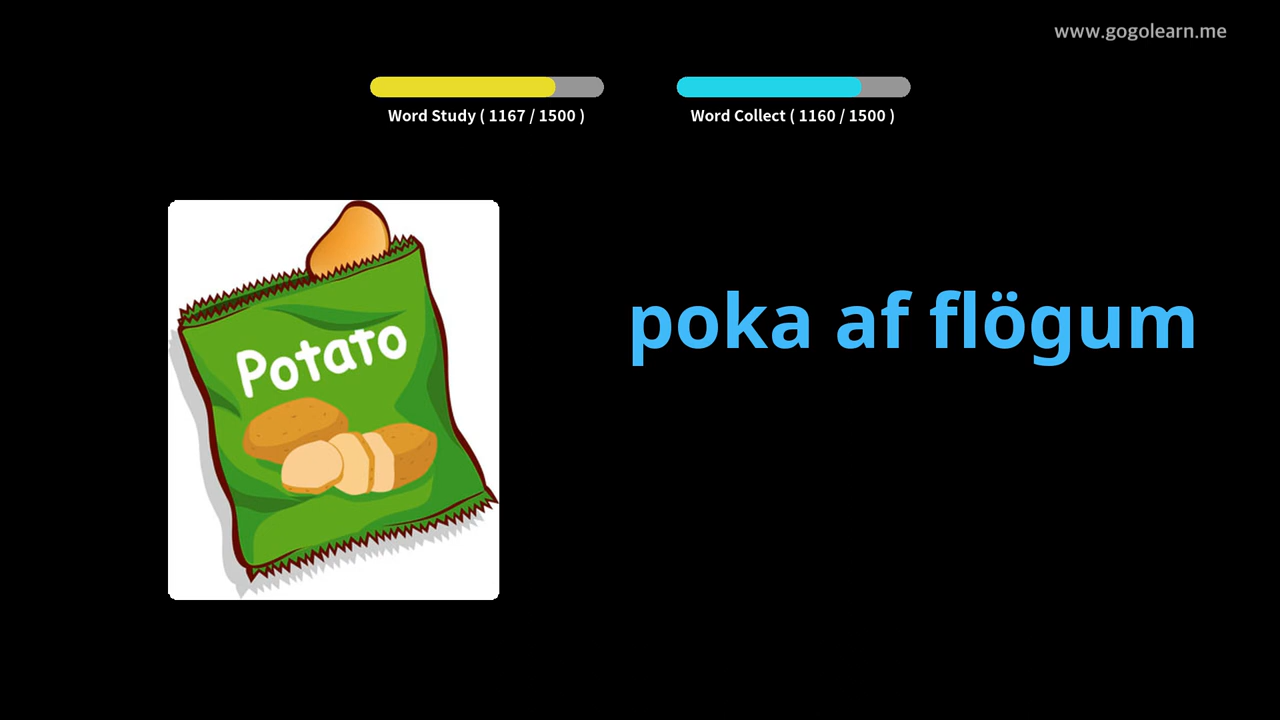 www.gogolearn.me
Word Study ( 1167 / 1500 )
Word Collect ( 1160 / 1500 )
Potato
poka af flögum